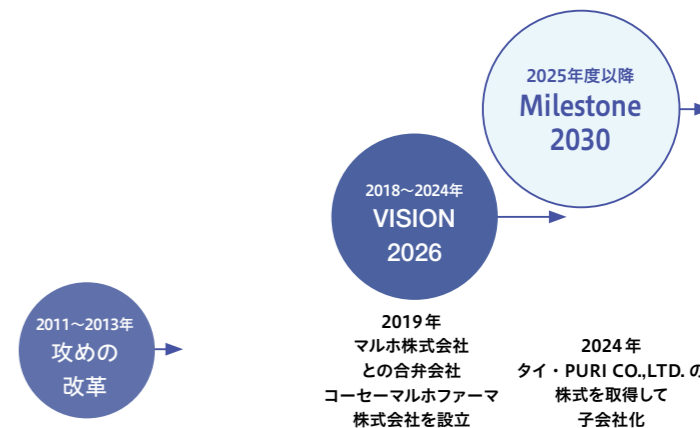 2025年度以降
Milestone
2030
2018〜2024年
VISION
2026
2011〜2013年
攻めの
改革
2019年
マルホ株式会社
との合弁会社
コーセーマルホファーマ
株式会社を設立
2024年
タイ・PURI CO.,LTD. の
株式を取得して
子会社化